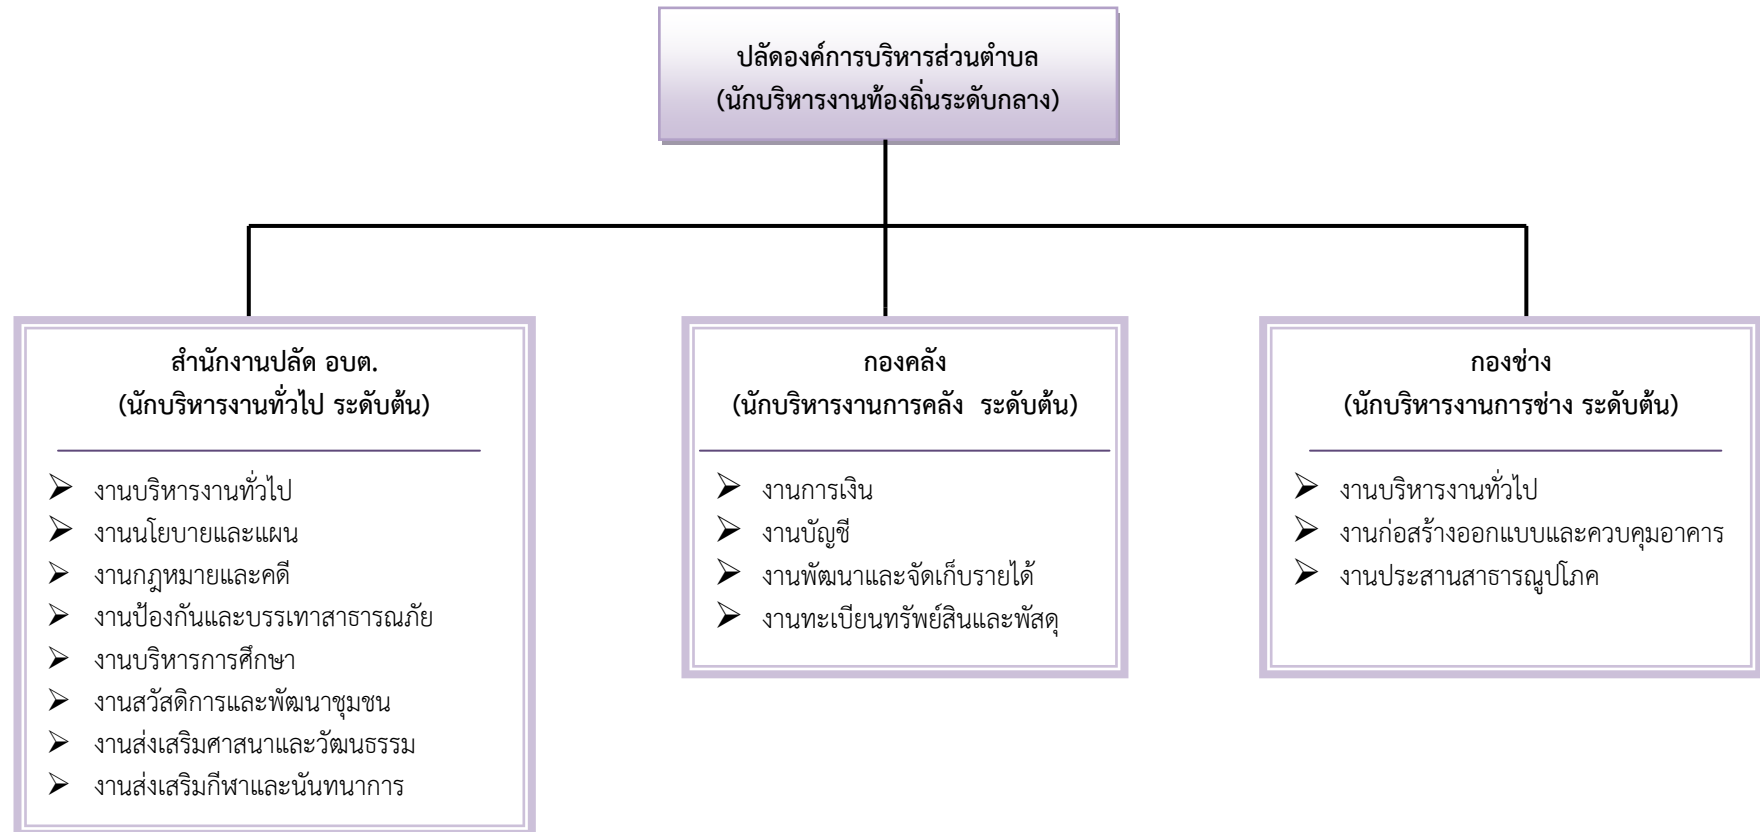 ปลัดองค์การบริหารส่วนตำบล
(นักบริหารงานท้องถิ่นระดับกลาง)
สำนักงานปลัด อบต.
(นักบริหารงานทั่วไป ระดับต้น)
➢ งานบริหารงานทั่วไป
➢ งานนโยบายและแผน
➢ งานกฎหมายและคดี
➢ งานป้องกันและบรรเทาสาธารณภัย
➢ งานบริหารการศึกษา
➢ งานสวัสดิการและพัฒนาชุมชน
➢ งานส่งเสริมศาสนาและวัฒนธรรม
➢ งานส่งเสริมกีฬาและนันทนาการ
กองคลัง
(นักบริหารงานการคลัง ระดับต้น)
➢ งานการเงิน
➢ งานบัญชี
➢ งานพัฒนาและจัดเก็บรายได้
➢ งานทะเบียนทรัพย์สินและพัสดุ
กองช่าง
(นักบริหารงานการช่าง ระดับต้น)
➢ งานบริหารงานทั่วไป
➢ งานก่อสร้างออกแบบและควบคุมอาคาร
➢ งานประสานสาธารณูปโภค